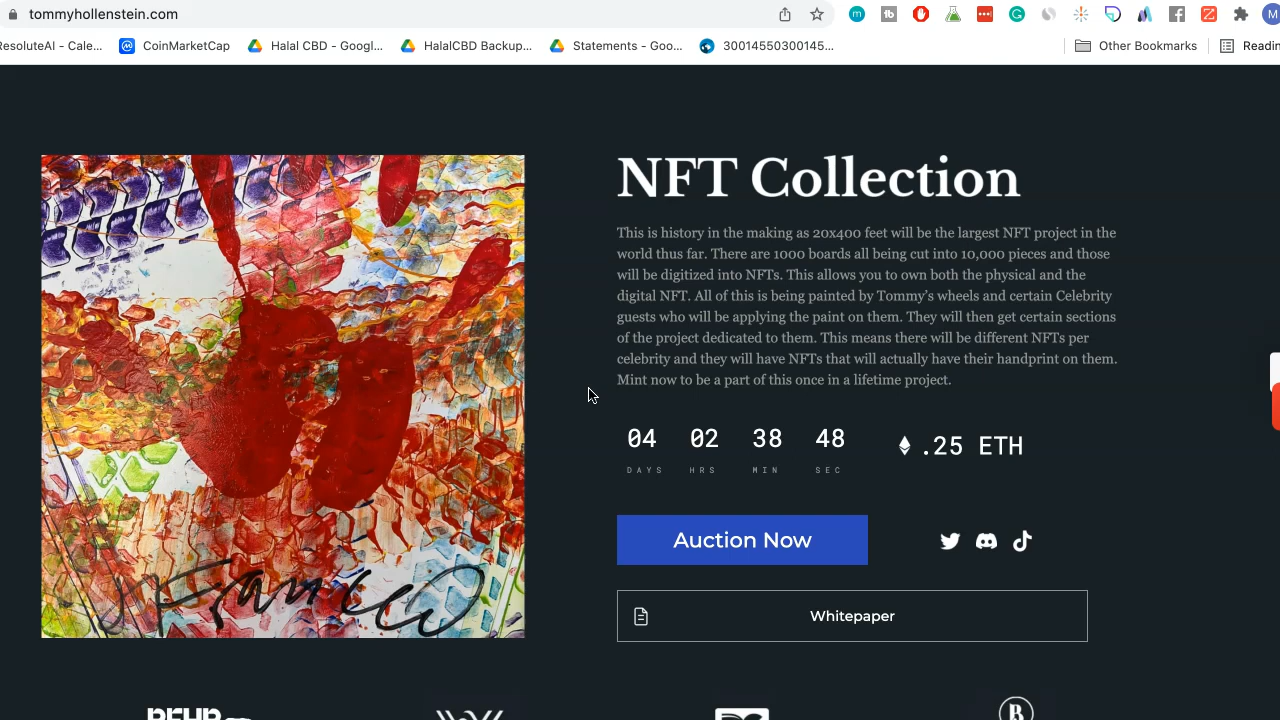 tommyhollenstein.com
ResoluteAI - Cale...
CoinMarketCap
Halal CBD - Googl...
HalalCBD Backup...
Statements - Goo...
30014550300145...
Other Bookmarks
NFT Collection
This is history in the making as 20x400 feet will be the largest NFT project in the
world thus far. There are 1000 boards all being cut into 10,000 pieces and those
will be digitized into NFTs. This allows you to own both the physical and the
digital NFT. All of this is being painted by Tommy's wheels and certain Celebrity
guests who will be applying the paint on them. They will then get certain sections
of the project dedicated to them. This means there will be different NFTs per
celebrity and they will have NFTs that will actually have their handprint on them.
Mint now to be a part of this once in a lifetime project.
04 02 38 48
DAYS HRS MIN SEC
.25 ETH
Auction Now
Whitepaper